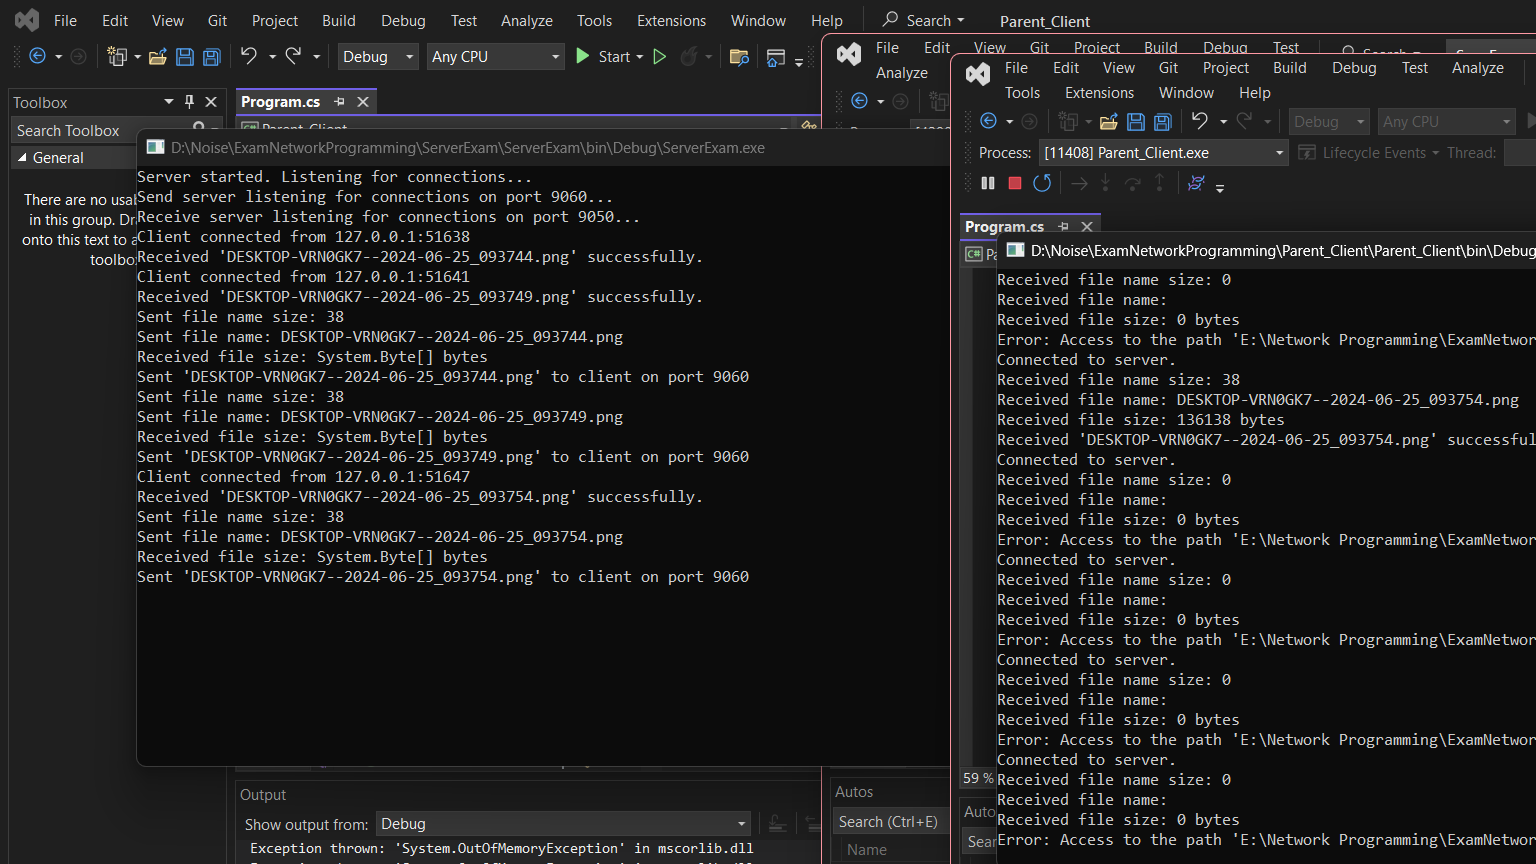 File Edit View Git Project Build Debug Test Analyze Tools Extensions Window Help Search Parent_Client
Debug Any CPU Start
Toolbox
Search Toolbox
General
There are no usab
in this group. Dr
onto this text to a
toolbo
Program.cs
Parent_Client
D:\Noise\ExamNetworkProgramming\ServerExam\ServerExam\bin\Debug\ServerExam.exe
Server started. Listening for connections...
Send server listening for connections on port 9060...
Receive server listening for connections on port 9050...
Client connected from 127.0.0.1:51638
Received 'DESKTOP-VRN0GK7--2024-06-25_093744.png' successfully.
Client connected from 127.0.0.1:51641
Received 'DESKTOP-VRN0GK7--2024-06-25_093749.png' successfully.
Sent file name size: 38
Sent file name: DESKTOP-VRN0GK7--2024-06-25_093744.png
Received file size: System.Byte[] bytes
Sent 'DESKTOP-VRN0GK7--2024-06-25_093744.png' to client on port 9060
Sent file name size: 38
Sent file name: DESKTOP-VRN0GK7--2024-06-25_093749.png
Received file size: System.Byte[] bytes
Sent 'DESKTOP-VRN0GK7--2024-06-25_093749.png' to client on port 9060
Client connected from 127.0.0.1:51647
Received 'DESKTOP-VRN0GK7--2024-06-25_093754.png' successfully.
Sent file name size: 38
Sent file name: DESKTOP-VRN0GK7--2024-06-25_093754.png
Received file size: System.Byte[] bytes
Sent 'DESKTOP-VRN0GK7--2024-06-25_093754.png' to client on port 9060
Output
Show output from: Debug
Exception thrown: 'System.OutOfMemoryException' in mscorlib.dll
File Edit View Git Project Build Debug Test
Analyze
Autos
Search (Ctrl+E)
Name
File Edit View Git Project Build Debug Test Analyze
Tools Extensions Window Help
Debug Any CPU
Process: [11408] Parent_Client.exe Lifecycle Events Thread:
Program.cs
C# Pa
D:\Noise\ExamNetworkProgramming\Parent_Client\Parent_Client\bin\Debug
Received file name size: 0
Received file name:
Received file size: 0 bytes
Error: Access to the path 'E:\Network Programming\ExamNetwor
Connected to server.
Received file name size: 38
Received file name: DESKTOP-VRN0GK7--2024-06-25_093754.png
Received file size: 136138 bytes
Received 'DESKTOP-VRN0GK7--2024-06-25_093754.png' successful
Connected to server.
Received file name size: 0
Received file name:
Received file size: 0 bytes
Error: Access to the path 'E:\Network Programming\ExamNetwor
Connected to server.
Received file name size: 0
Received file name:
Received file size: 0 bytes
Error: Access to the path 'E:\Network Programming\ExamNetwor
Connected to server.
Received file name size: 0
Received file name:
Received file size: 0 bytes
Error: Access to the path 'E:\Network Programming\ExamNetwor
Connected to server.
Received file name size: 0
Received file name:
Received file size: 0 bytes
Error: Access to the path 'E:\Network Programming\ExamNetwor
59 %
Auto
Sear